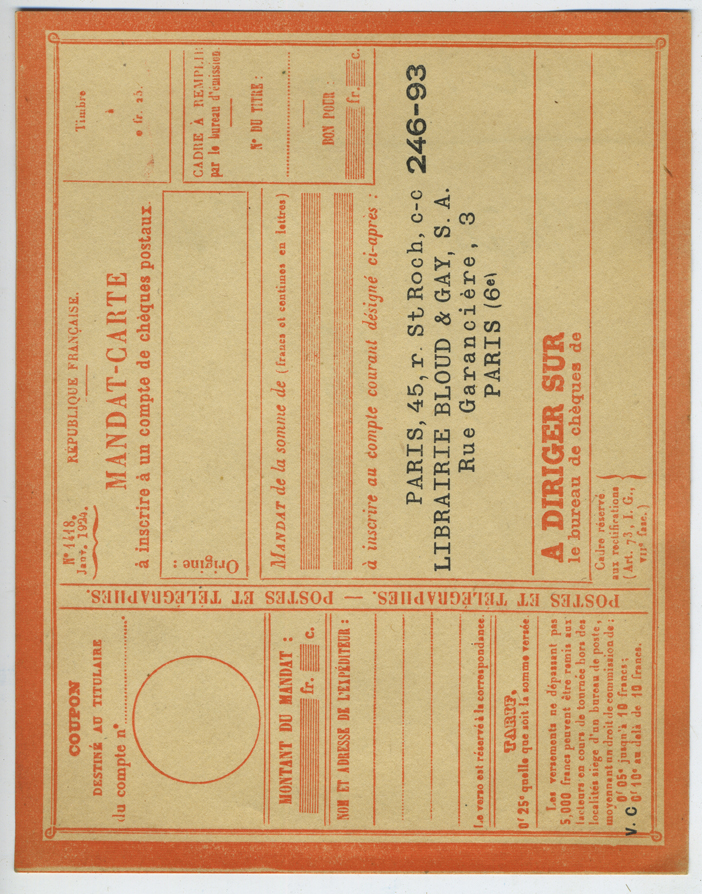 COUPON
DESTINÉ AU TITULAIRE
du compte n°
MONTANT DU MANDAT :
fr. c.
NOM ET ADRESSE DE L'EXPÉDITEUR :
Le verso est réservé à la correspondance.
TARIF.
0f 25c quelle que soit la somme versée.
Les versements ne dépassant pas
5,000 francs peuvent être remis aux
facteurs en cours de tournée hors des
localités siège d'un bureau de poste,
moyennant un droit de commission de :
0f 05c jusqu'à 10 francs ;
V. C 0f 10c au delà de 10 francs.
POSTES ET TÉLÉGRAPHES. — POSTES ET TÉLÉGRAPHES.
N° 1418.
Janv. 1924.
RÉPUBLIQUE FRANÇAISE.
MANDAT-CARTE
à inscrire à un compte de chèques postaux.
Timbre
à
0 fr. 25.
Origine :
CADRE À REMPLIR
par le bureau d'émission.
N° DU TITRE :
BON POUR :
fr. c.
MANDAT de la somme de (francs et centimes en lettres)
à inscrire au compte courant désigné ci-après :
PARIS, 45, r. St Roch, c-c 246-93
LIBRAIRIE BLOUD & GAY, S. A.
Rue Garancière, 3
PARIS (6e)
A DIRIGER SUR
le bureau de chèques de
Cadre réservé
aux rectifications
(Art. 73, I. G.,
VIIe fasc.)